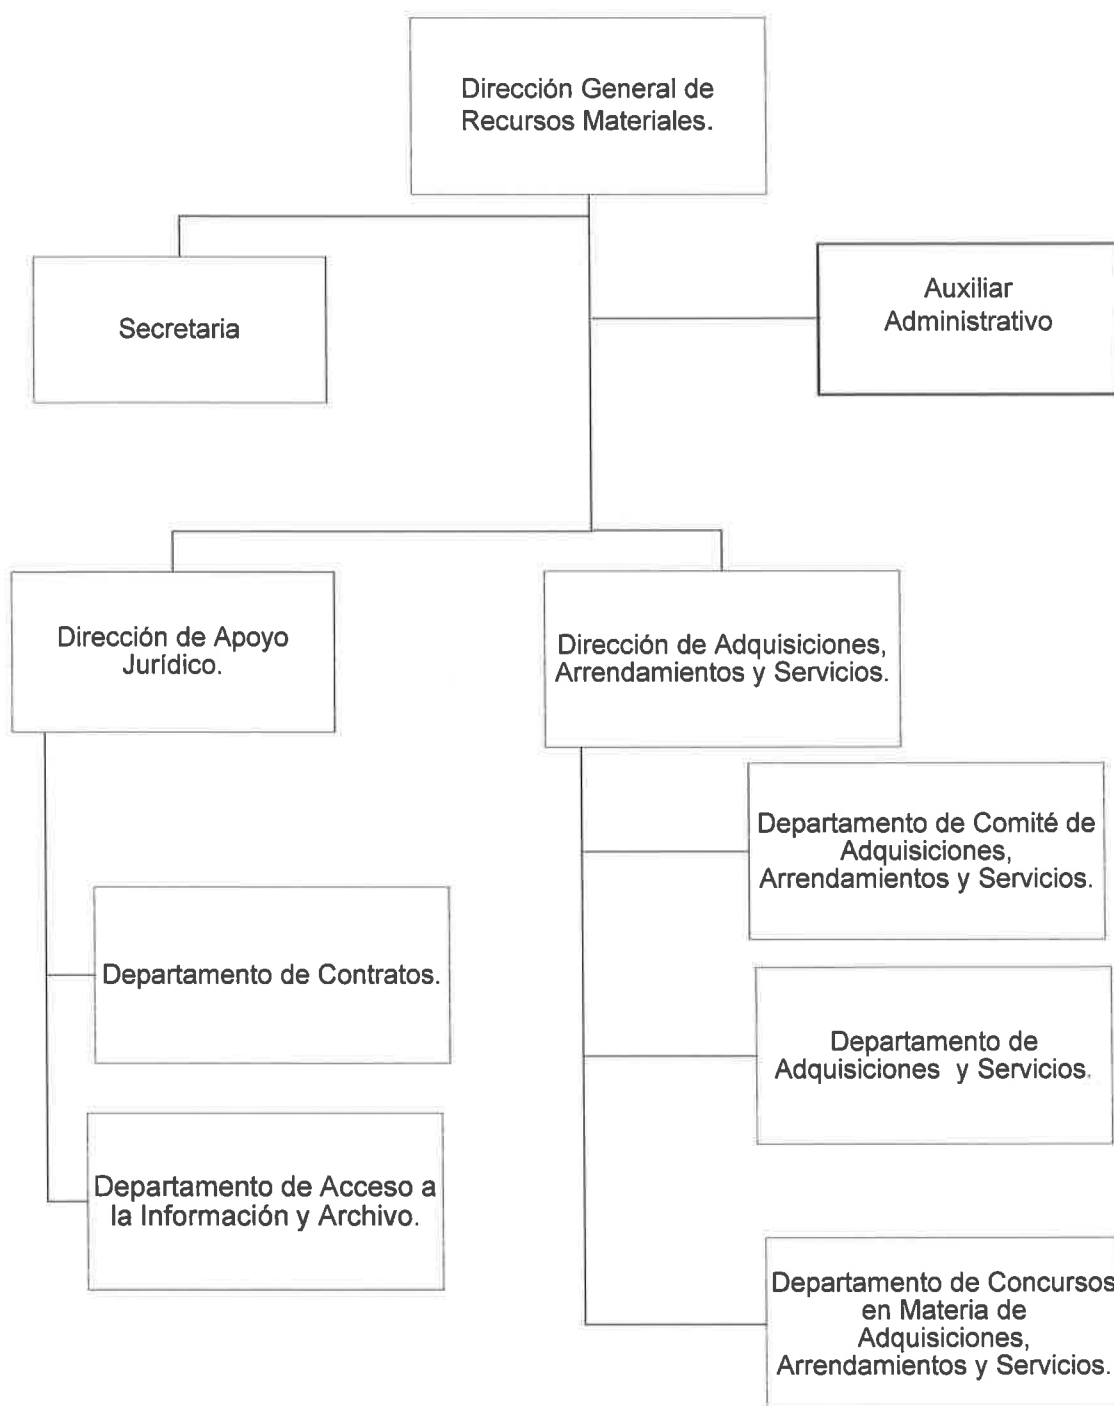 Dirección General de
Recursos Materiales.
Secretaria
Auxiliar
Administrativo
Dirección de Apoyo
Jurídico.
Dirección de Adquisiciones,
Arrendamientos y Servicios.
Departamento de Comité de
Adquisiciones,
Arrendamientos y Servicios.
Departamento de Contratos.
Departamento de
Adquisiciones y Servicios.
Departamento de Acceso a
la Información y Archivo.
Departamento de Concursos
en Materia de
Adquisiciones,
Arrendamientos y Servicios.